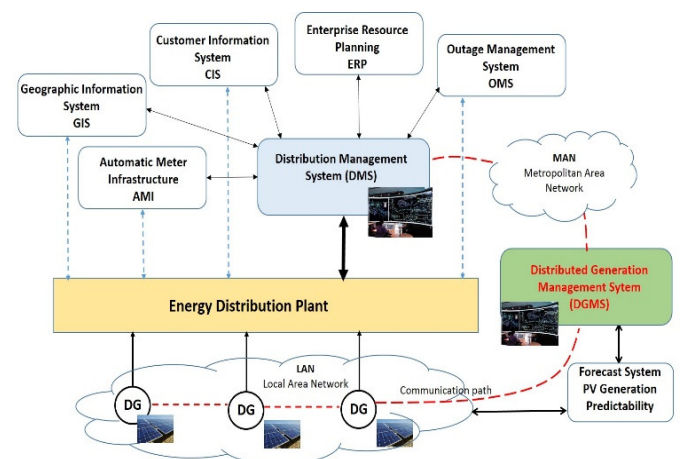 Customer Information
System
CIS
Enterprise Resource
Planning
ERP
Outage Management
System
OMS
Geographic Information
System
GIS
Automatic Meter
Infrastructure
AMI
Distribution Management
System (DMS)
MAN
Metropolitan Area
Network
Distributed Generation
Management Sytem
(DGMS)
Energy Distribution Plant
LAN
Local Area Network
Communication path
DG
DG
DG
Forecast System
PV Generation
Predictability